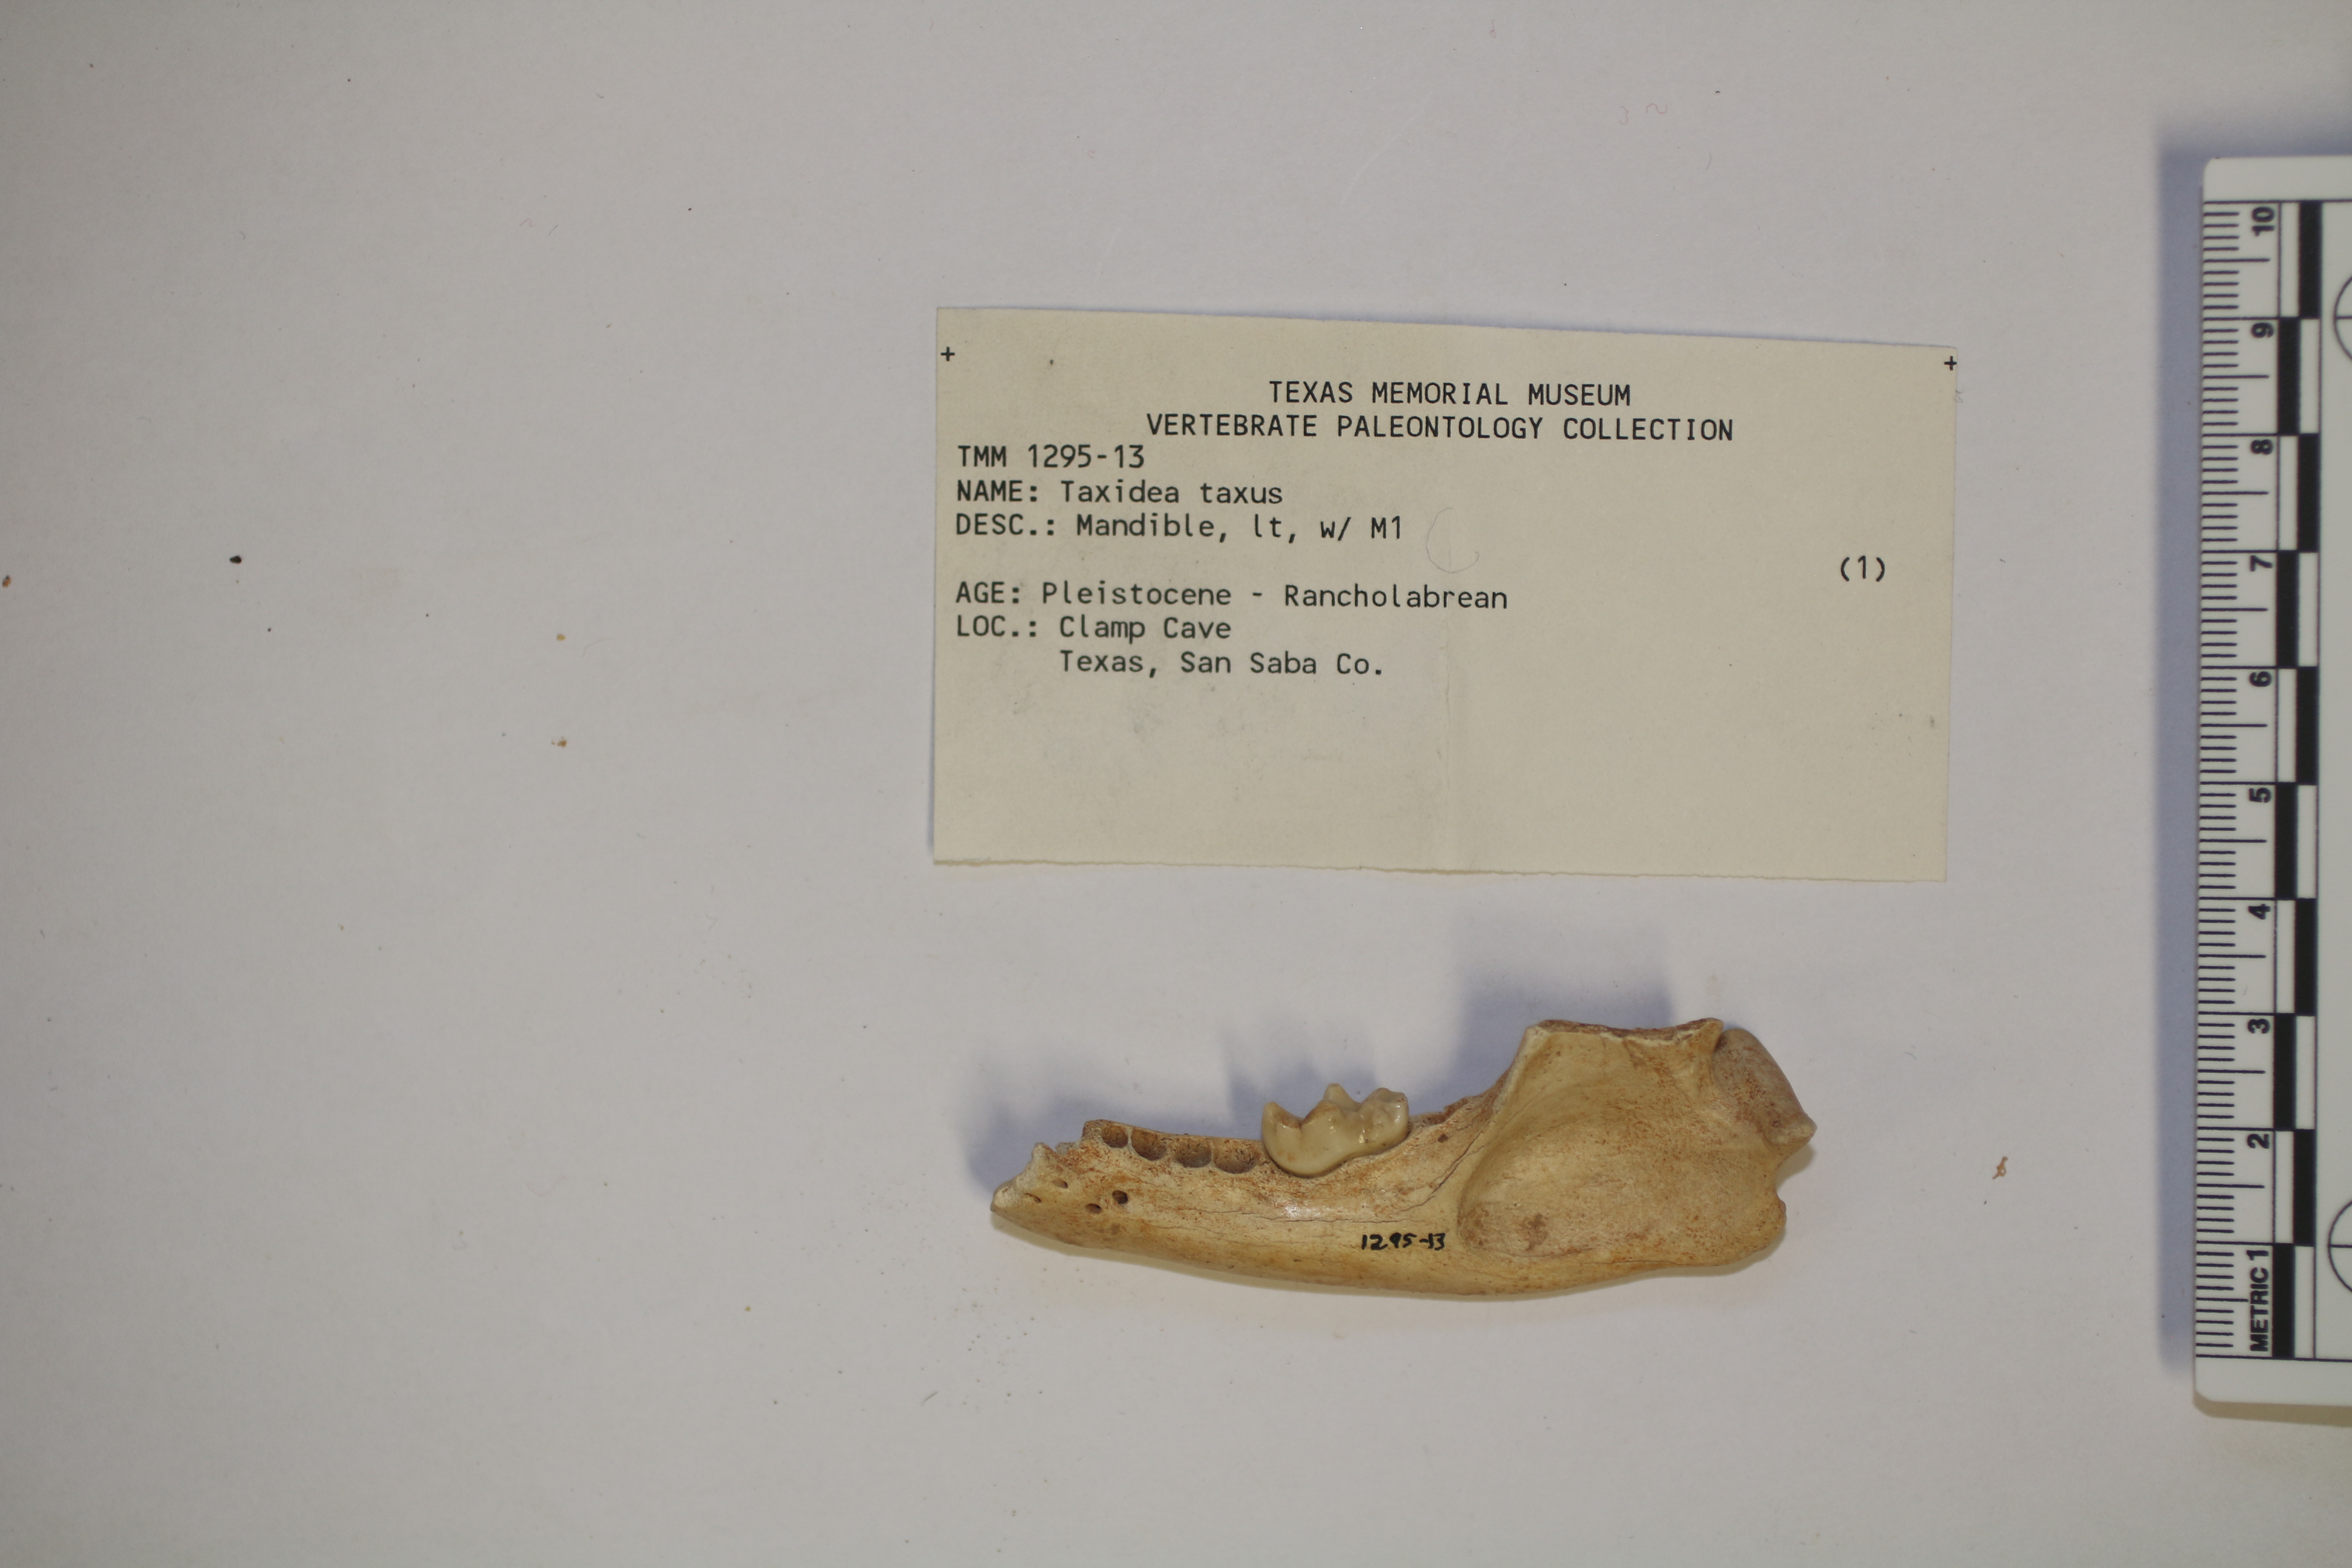 + +
TEXAS MEMORIAL MUSEUM
VERTEBRATE PALEONTOLOGY COLLECTION
TMM 1295-13
NAME: Taxidea taxus
DESC.: Mandible, lt, w/ M1
(1)
AGE: Pleistocene - Rancholabrean
LOC.: Clamp Cave
Texas, San Saba Co.
1295-13
10
9
8
7
6
5
4
3
2
METRIC 1